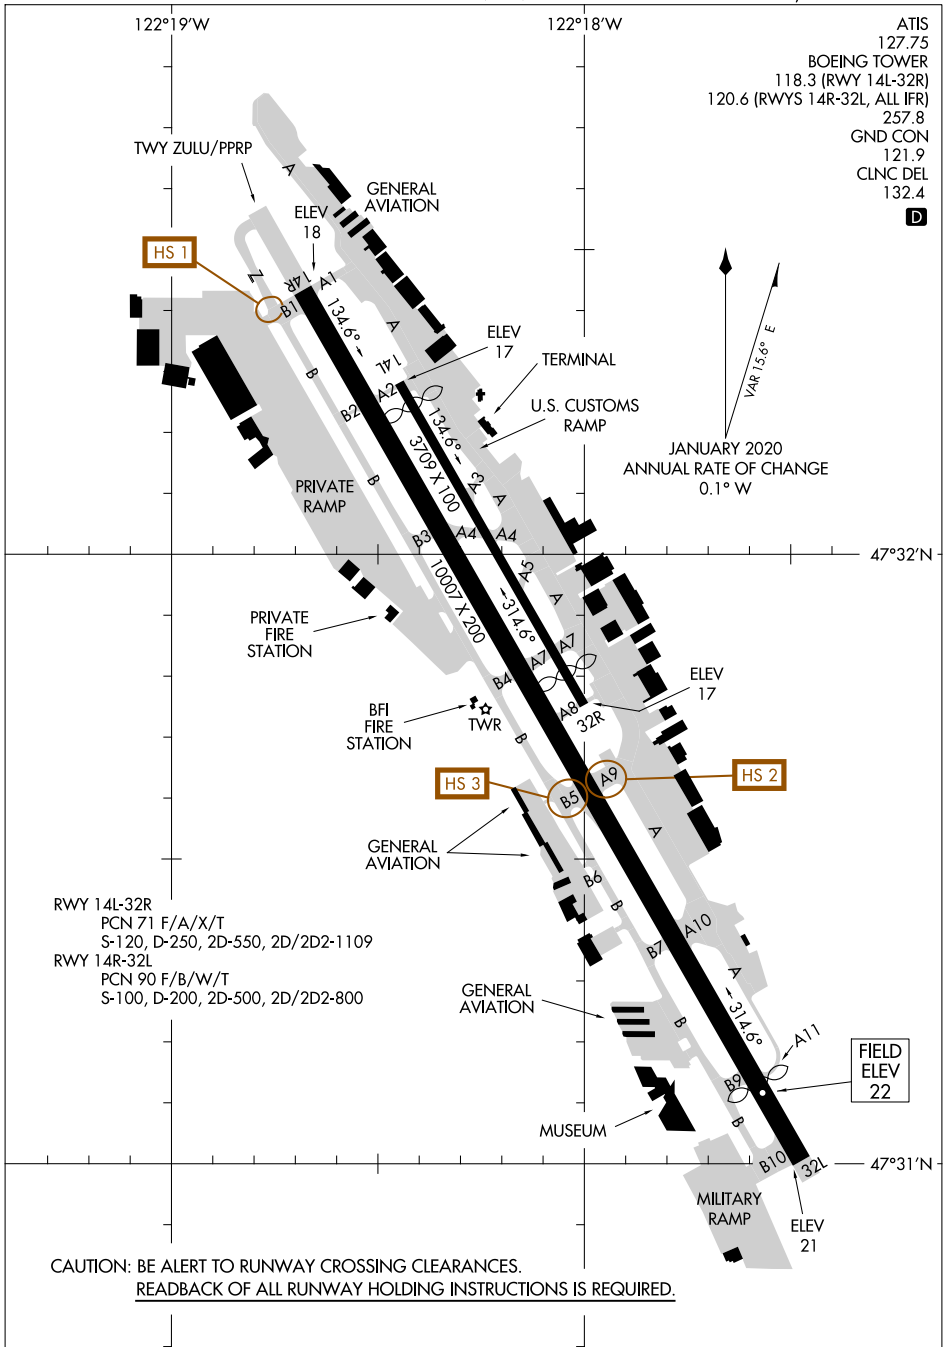 122°19'W
122°18'W
ATIS
127.75
BOEING TOWER
118.3 (RWY 14L-32R)
120.6 (RWYS 14R-32L, ALL IFR)
257.8
GND CON
121.9
CLNC DEL
132.4
D
TWY ZULU/PPRP
A
GENERAL
AVIATION
ELEV
18
HS 1
Z
14R
A1
B1
134.6°
A
ELEV
17
14L
TERMINAL
VAR 15.6° E
B
A2
B2
U.S. CUSTOMS
RAMP
134.6°
3709 X 100
JANUARY 2020
ANNUAL RATE OF CHANGE
0.1° W
PRIVATE
RAMP
B
A3
A
B3
A4
A4
47°32'N
A5
10007 X 200
A
314.6°
PRIVATE
FIRE
STATION
A7
A7
B4
ELEV
17
BFI
FIRE
STATION
TWR
A8
32R
B
HS 3
B5
A9
HS 2
A
GENERAL
AVIATION
B6
RWY 14L-32R
PCN 71 F/A/X/T
S-120, D-250, 2D-550, 2D/2D2-1109
RWY 14R-32L
PCN 90 F/B/W/T
S-100, D-200, 2D-500, 2D/2D2-800
B
A10
B7
A
GENERAL
AVIATION
314.6°
B
A11
FIELD
ELEV
22
B9
MUSEUM
B
B10
32L
47°31'N
MILITARY
RAMP
ELEV
21
CAUTION: BE ALERT TO RUNWAY CROSSING CLEARANCES.
READBACK OF ALL RUNWAY HOLDING INSTRUCTIONS IS REQUIRED.